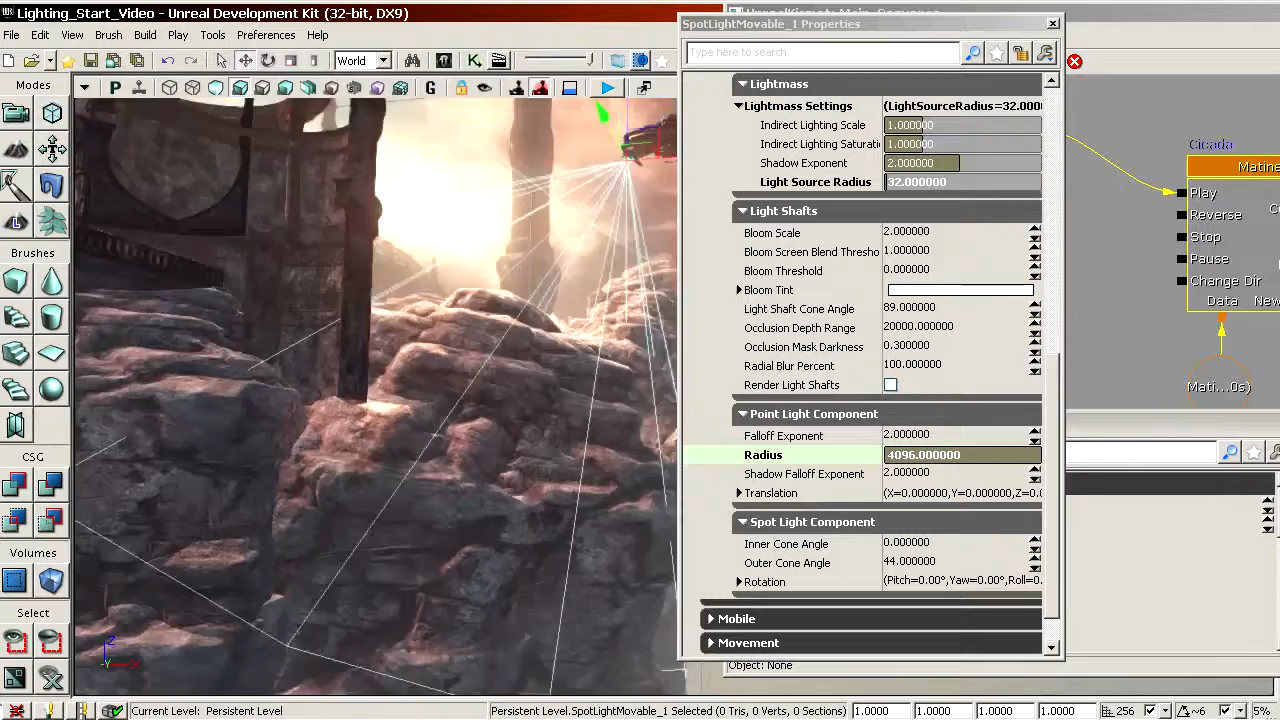 Lighting_Start_Video - Unreal Development Kit (32-bit, DX9)
File Edit View Brush Build Play Tools Preferences Help
World
Modes
Brushes
CSG
Volumes
Select
P
G
K
SpotLightMovable_1 Properties
Type here to search
Lightmass
Lightmass Settings (LightSourceRadius=32.000
Indirect Lighting Scale 1.000000
Indirect Lighting Saturati 1.000000
Shadow Exponent 2.000000
Light Source Radius 32.000000
Light Shafts
Bloom Scale 2.000000
Bloom Screen Blend Thresho 1.000000
Bloom Threshold 0.000000
Bloom Tint
Light Shaft Cone Angle 89.000000
Occlusion Depth Range 20000.000000
Occlusion Mask Darkness 0.300000
Radial Blur Percent 100.000000
Render Light Shafts
Point Light Component
Falloff Exponent 2.000000
Radius 4096.000000
Shadow Falloff Exponent 2.000000
Translation (X=0.000000,Y=0.000000,Z=0.0
Spot Light Component
Inner Cone Angle 0.000000
Outer Cone Angle 44.000000
Rotation (Pitch=0.00°,Yaw=0.00°,Roll=0.
Mobile
Movement
Cicada
Matine
Play
Reverse
Stop
Pause
Change Dir
Data New
Mati...0s)
Object: None
Z
Y X
Current Level: Persistent Level
Persistent Level.SpotLightMovable_1 Selected (0 Tris, 0 Verts, 0 Sections)
1.0000 1.0000 1.0000 1.0000 256 ~6 5%